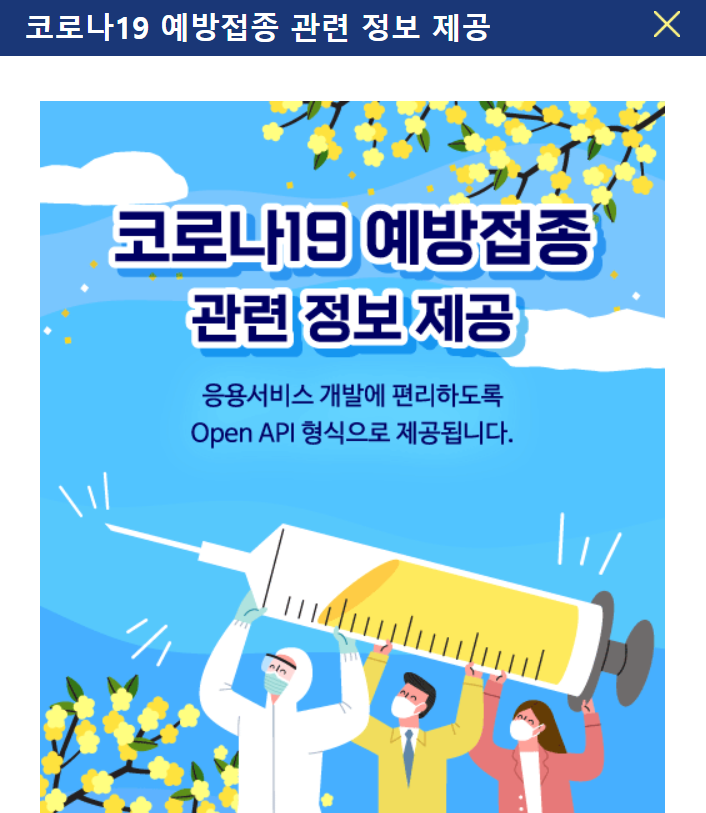 코로나19 예방접종 관련 정보 제공
코로나19 예방접종
관련 정보 제공
응용서비스 개발에 편리하도록
Open API 형식으로 제공됩니다.